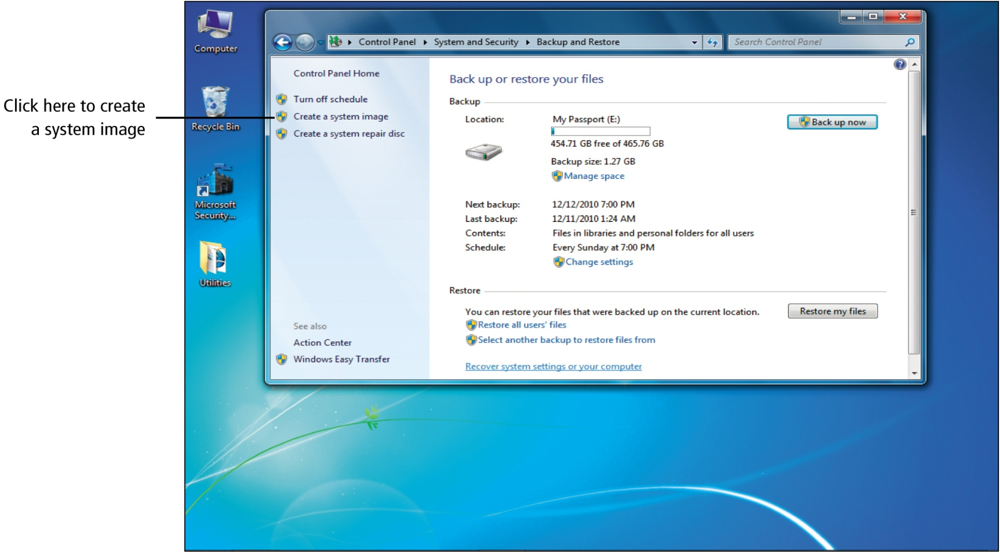 Click here to create
a system image
Computer
Recycle Bin
Microsoft
Security...
Utilities
Control Panel System and Security Backup and Restore
Search Control Panel
Control Panel Home
Turn off schedule
Create a system image
Create a system repair disc
See also
Action Center
Windows Easy Transfer
Back up or restore your files
Backup
Location: My Passport (E:)
Back up now
454.71 GB free of 465.76 GB
Backup size: 1.27 GB
Manage space
Next backup: 12/12/2010 7:00 PM
Last backup: 12/11/2010 1:24 AM
Contents: Files in libraries and personal folders for all users
Schedule: Every Sunday at 7:00 PM
Change settings
Restore
You can restore your files that were backed up on the current location.
Restore my files
Restore all users' files
Select another backup to restore files from
Recover system settings or your computer